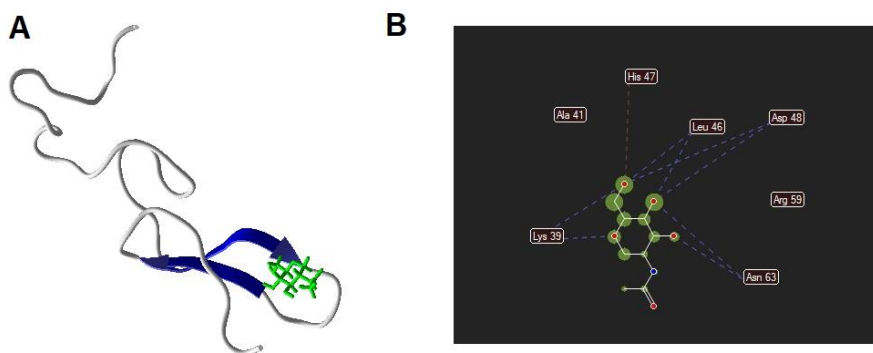 A
B
His 47
Ala 41
Leu 46
Asp 48
Arg 59
Lys 39
Asn 63